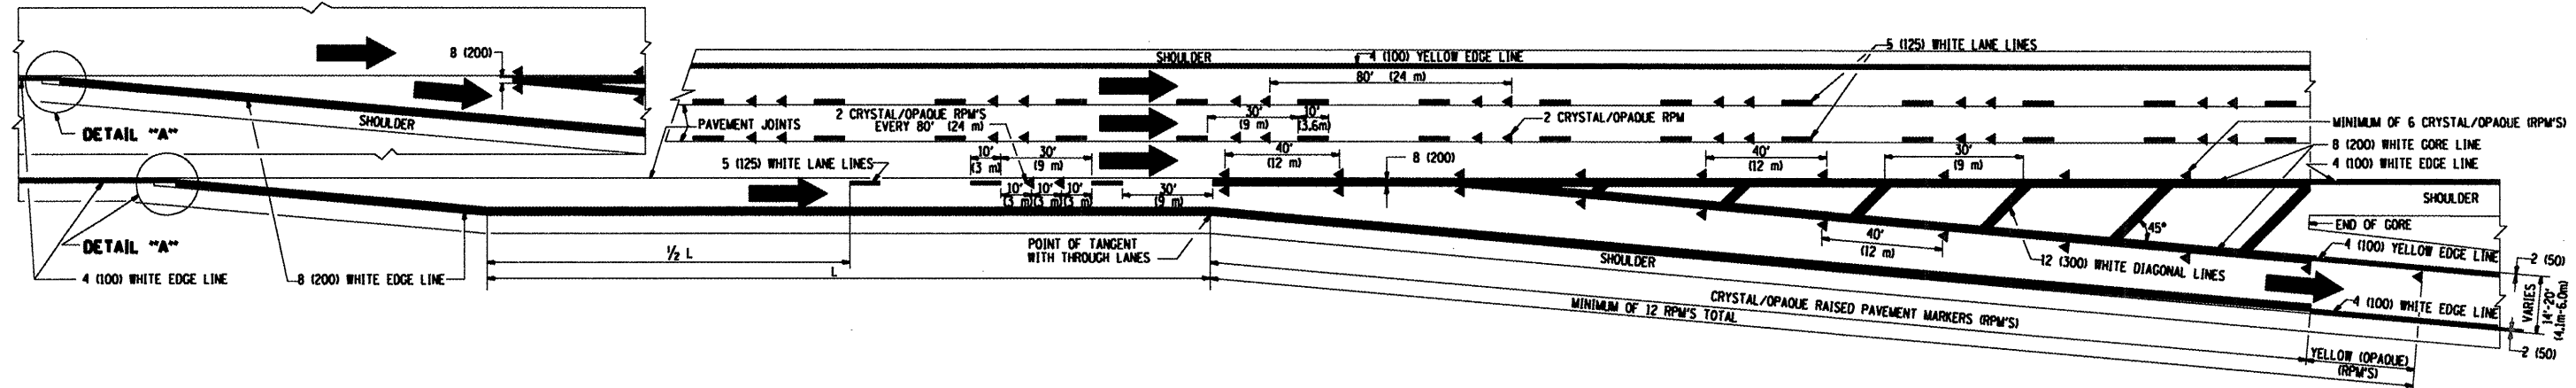 8 (200)
SHOULDER
DETAIL "A"
DETAIL "A"
4 (100) WHITE EDGE LINE
8 (200) WHITE EDGE LINE
SHOULDER
4 (100) YELLOW EDGE LINE
5 (125) WHITE LANE LINES
80' (24 m)
PAVEMENT JOINTS
2 CRYSTAL/OPAQUE RPM'S
EVERY 80' (24 m)
30'
(9 m)
10'
(3.6m)
2 CRYSTAL/OPAQUE RPM
5 (125) WHITE LANE LINES
10'
(3 m)
30'
(9 m)
10'
(3 m)
10'
(3 m)
10'
(3 m)
30'
(9 m)
40'
(12 m)
8 (200)
40'
(12 m)
30'
(9 m)
MINIMUM OF 6 CRYSTAL/OPAQUE (RPM'S)
8 (200) WHITE GORE LINE
4 (100) WHITE EDGE LINE
SHOULDER
END OF GORE
45°
4 (100) YELLOW EDGE LINE
40'
(12 m)
12 (300) WHITE DIAGONAL LINES
SHOULDER
POINT OF TANGENT
WITH THROUGH LANES
½ L
L
CRYSTAL/OPAQUE RAISED PAVEMENT MARKERS (RPM'S)
MINIMUM OF 12 RPM'S TOTAL
4 (100) WHITE EDGE LINE
2 (50)
VARIES
14'-20'
(4.1m-6.0m)
2 (50)
YELLOW (OPAQUE)
(RPM'S)